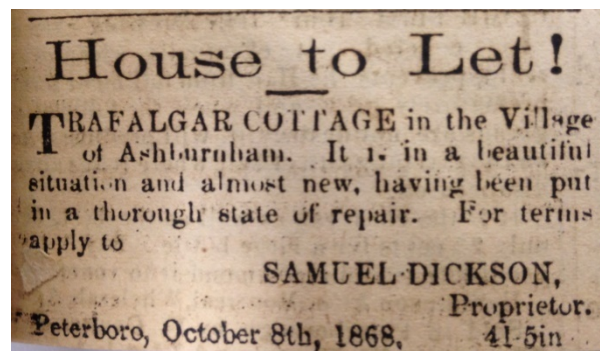 House to Let!
TRAFALGAR COTTAGE in the Village
of Ashburnham. It is in a beautiful
situation and almost new, having been put
in a thorough state of repair. For terms
apply to
SAMUEL DICKSON,
Proprietor.
Peterboro, October 8th, 1868. 41-5in